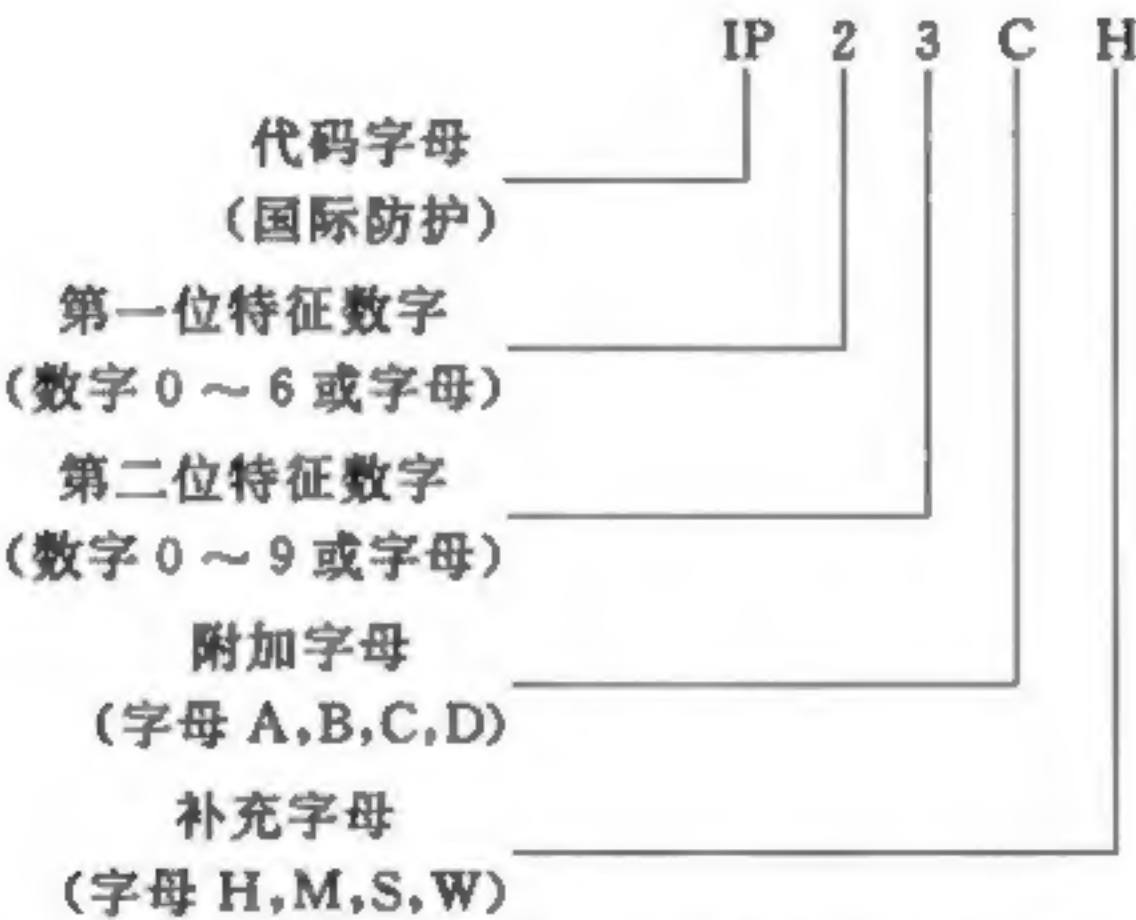 IP 2 3 C H
代码字母
(国际防护)
第一位特征数字
(数字 0 ~ 6 或字母)
第二位特征数字
(数字 0 ~ 9 或字母)
附加字母
(字母 A,B,C,D)
补充字母
(字母 H,M,S,W)